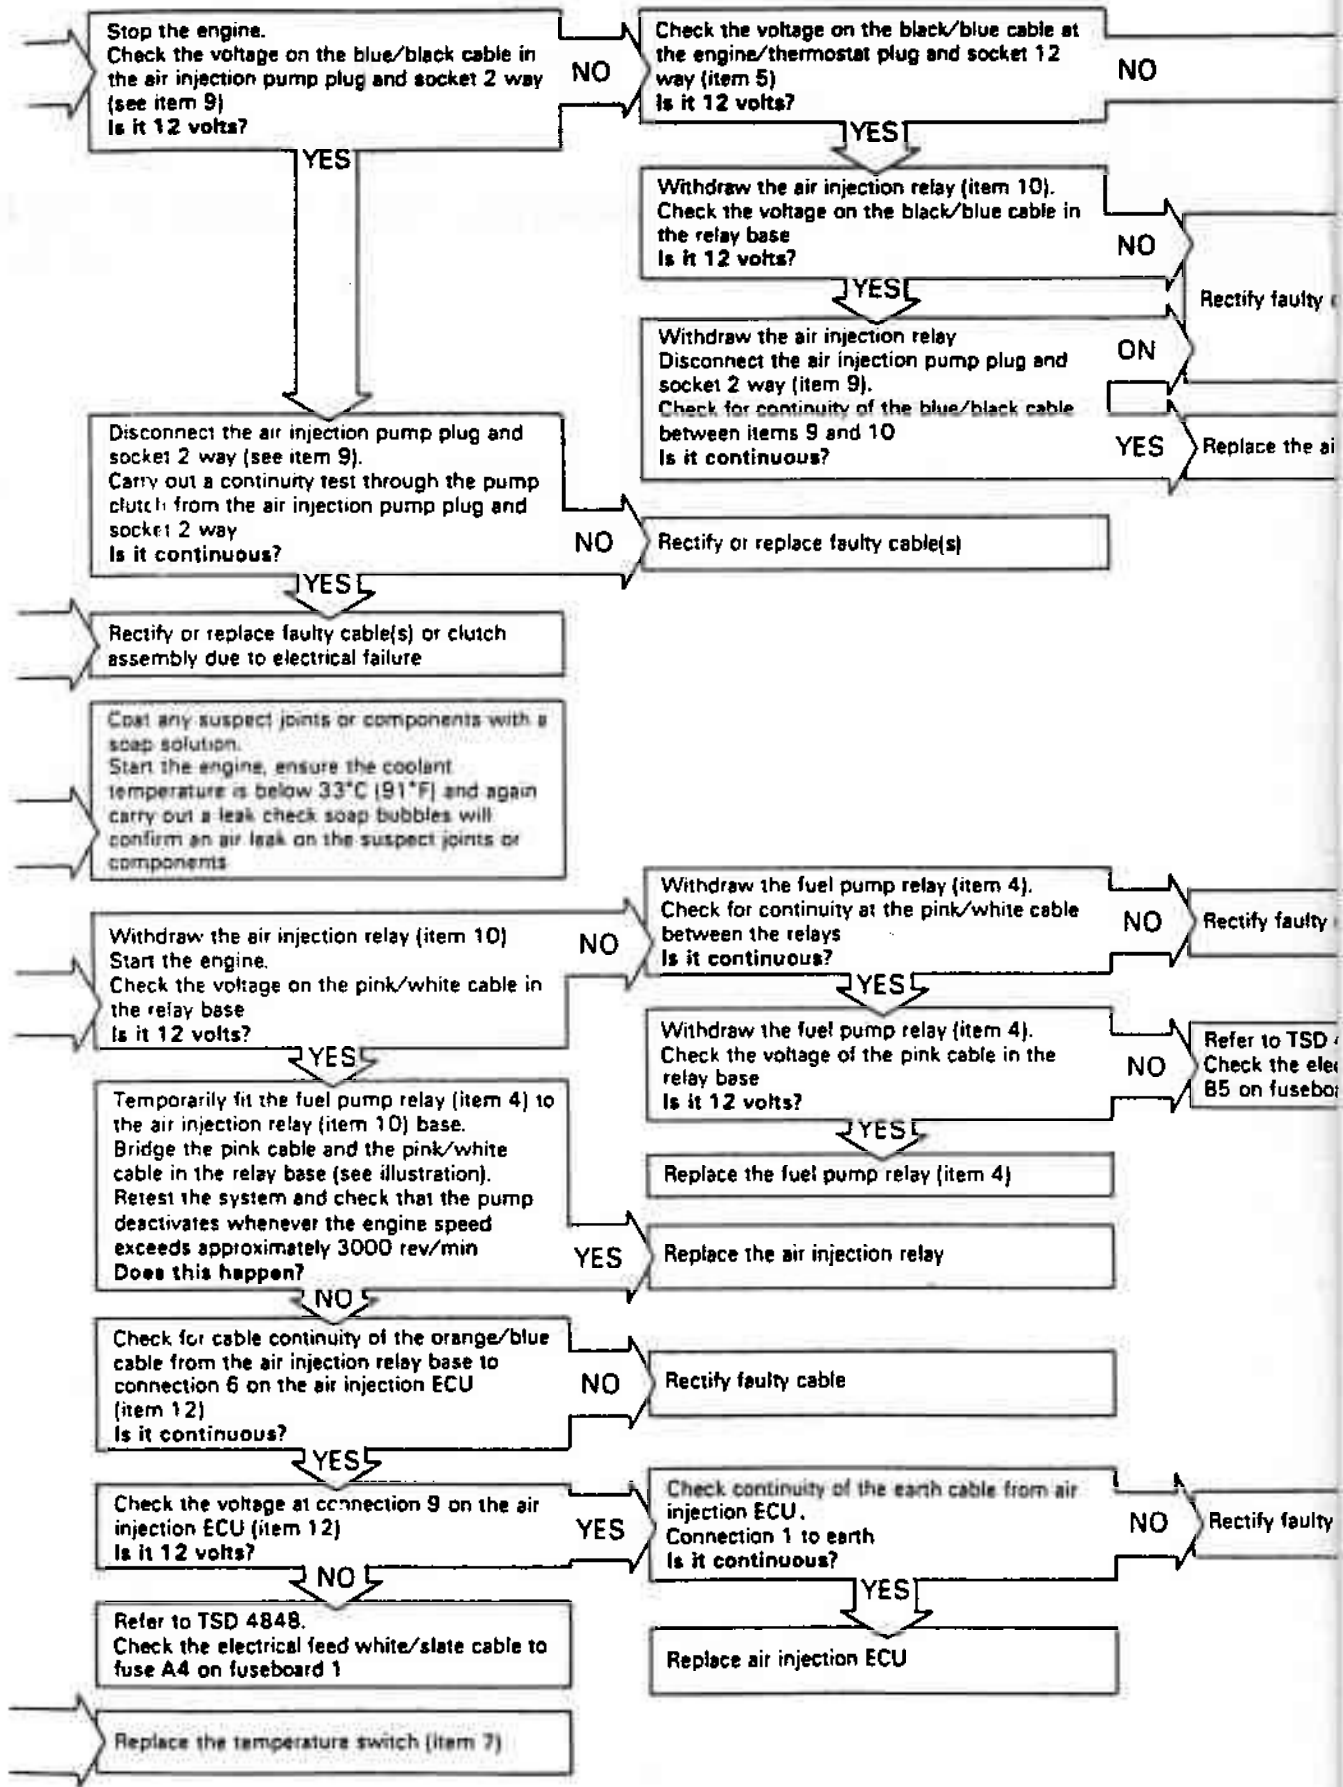 Stop the engine.
Check the voltage on the blue/black cable in
the air injection pump plug and socket 2 way
(see item 9)
Is it 12 volts?
NO
Check the voltage on the black/blue cable at
the engine/thermostat plug and socket 12
way (item 5)
Is it 12 volts?
NO
YES
YES
Withdraw the air injection relay (item 10).
Check the voltage on the black/blue cable in
the relay base
Is it 12 volts?
NO
Rectify faulty
YES
Withdraw the air injection relay
Disconnect the air injection pump plug and
socket 2 way (item 9).
Check for continuity of the blue/black cable
between items 9 and 10
Is it continuous?
ON
YES
Replace the ai
Disconnect the air injection pump plug and
socket 2 way (see item 9).
Carry out a continuity test through the pump
clutch from the air injection pump plug and
socket 2 way
Is it continuous?
NO
Rectify or replace faulty cable(s)
YES
Rectify or replace faulty cable(s) or clutch
assembly due to electrical failure
Coat any suspect joints or components with a
soap solution.
Start the engine, ensure the coolant
temperature is below 33°C (91°F) and again
carry out a leak check soap bubbles will
confirm an air leak on the suspect joints or
components
Withdraw the air injection relay (item 10)
Start the engine.
Check the voltage on the pink/white cable in
the relay base
Is it 12 volts?
NO
Withdraw the fuel pump relay (item 4).
Check for continuity at the pink/white cable
between the relays
Is it continuous?
NO
Rectify faulty
YES
Withdraw the fuel pump relay (item 4).
Check the voltage of the pink cable in the
relay base
Is it 12 volts?
NO
Refer to TSD
Check the ele
B5 on fuseboa
YES
Replace the fuel pump relay (item 4)
YES
Temporarily fit the fuel pump relay (item 4) to
the air injection relay (item 10) base.
Bridge the pink cable and the pink/white
cable in the relay base (see illustration).
Retest the system and check that the pump
deactivates whenever the engine speed
exceeds approximately 3000 rev/min
Does this happen?
YES
Replace the air injection relay
NO
Check for cable continuity of the orange/blue
cable from the air injection relay base to
connection 6 on the air injection ECU
(item 12)
Is it continuous?
NO
Rectify faulty cable
YES
Check the voltage at connection 9 on the air
injection ECU (item 12)
Is it 12 volts?
YES
Check continuity of the earth cable from air
injection ECU.
Connection 1 to earth
Is it continuous?
NO
Rectify faulty
YES
Replace air injection ECU
NO
Refer to TSD 4848.
Check the electrical feed white/slate cable to
fuse A4 on fuseboard 1
Replace the temperature switch (item 7)